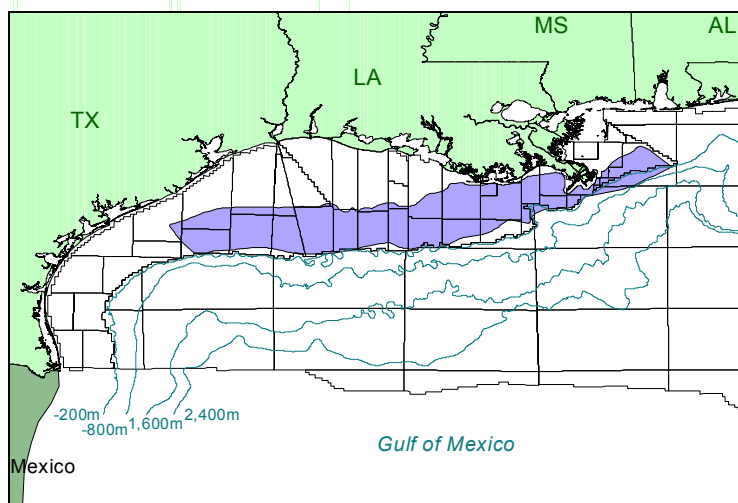 MS
AL
LA
TX
-200m
-800m
1,600m
2,400m
Gulf of Mexico
Mexico